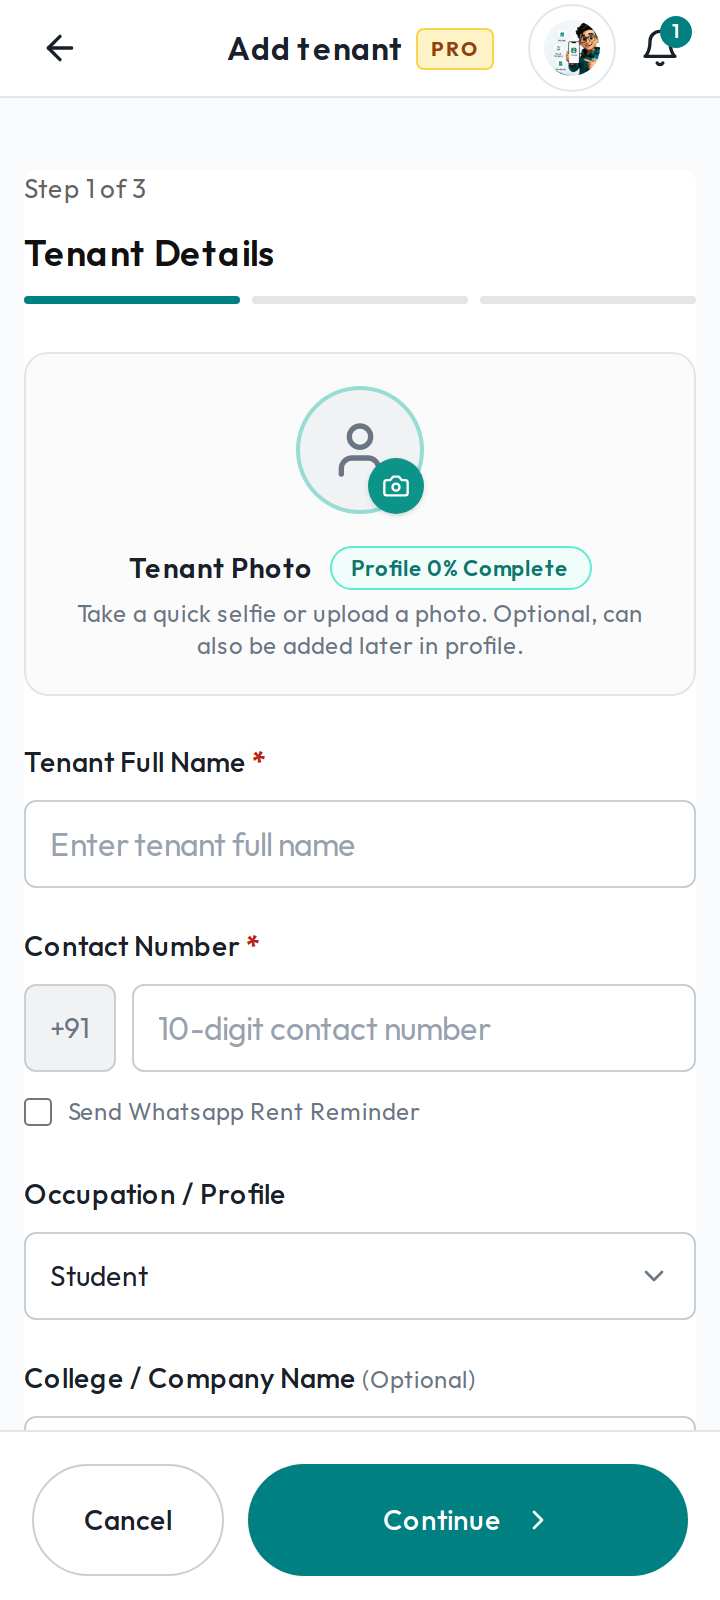 Add tenant PRO 1
Step 1 of 3
Tenant Details
Tenant Photo Profile 0% Complete
Take a quick selfie or upload a photo. Optional, can
also be added later in profile.
Tenant Full Name *
Enter tenant full name
Contact Number *
+91 10-digit contact number
Send Whatsapp Rent Reminder
Occupation / Profile
Student
College / Company Name (Optional)
Cancel Continue